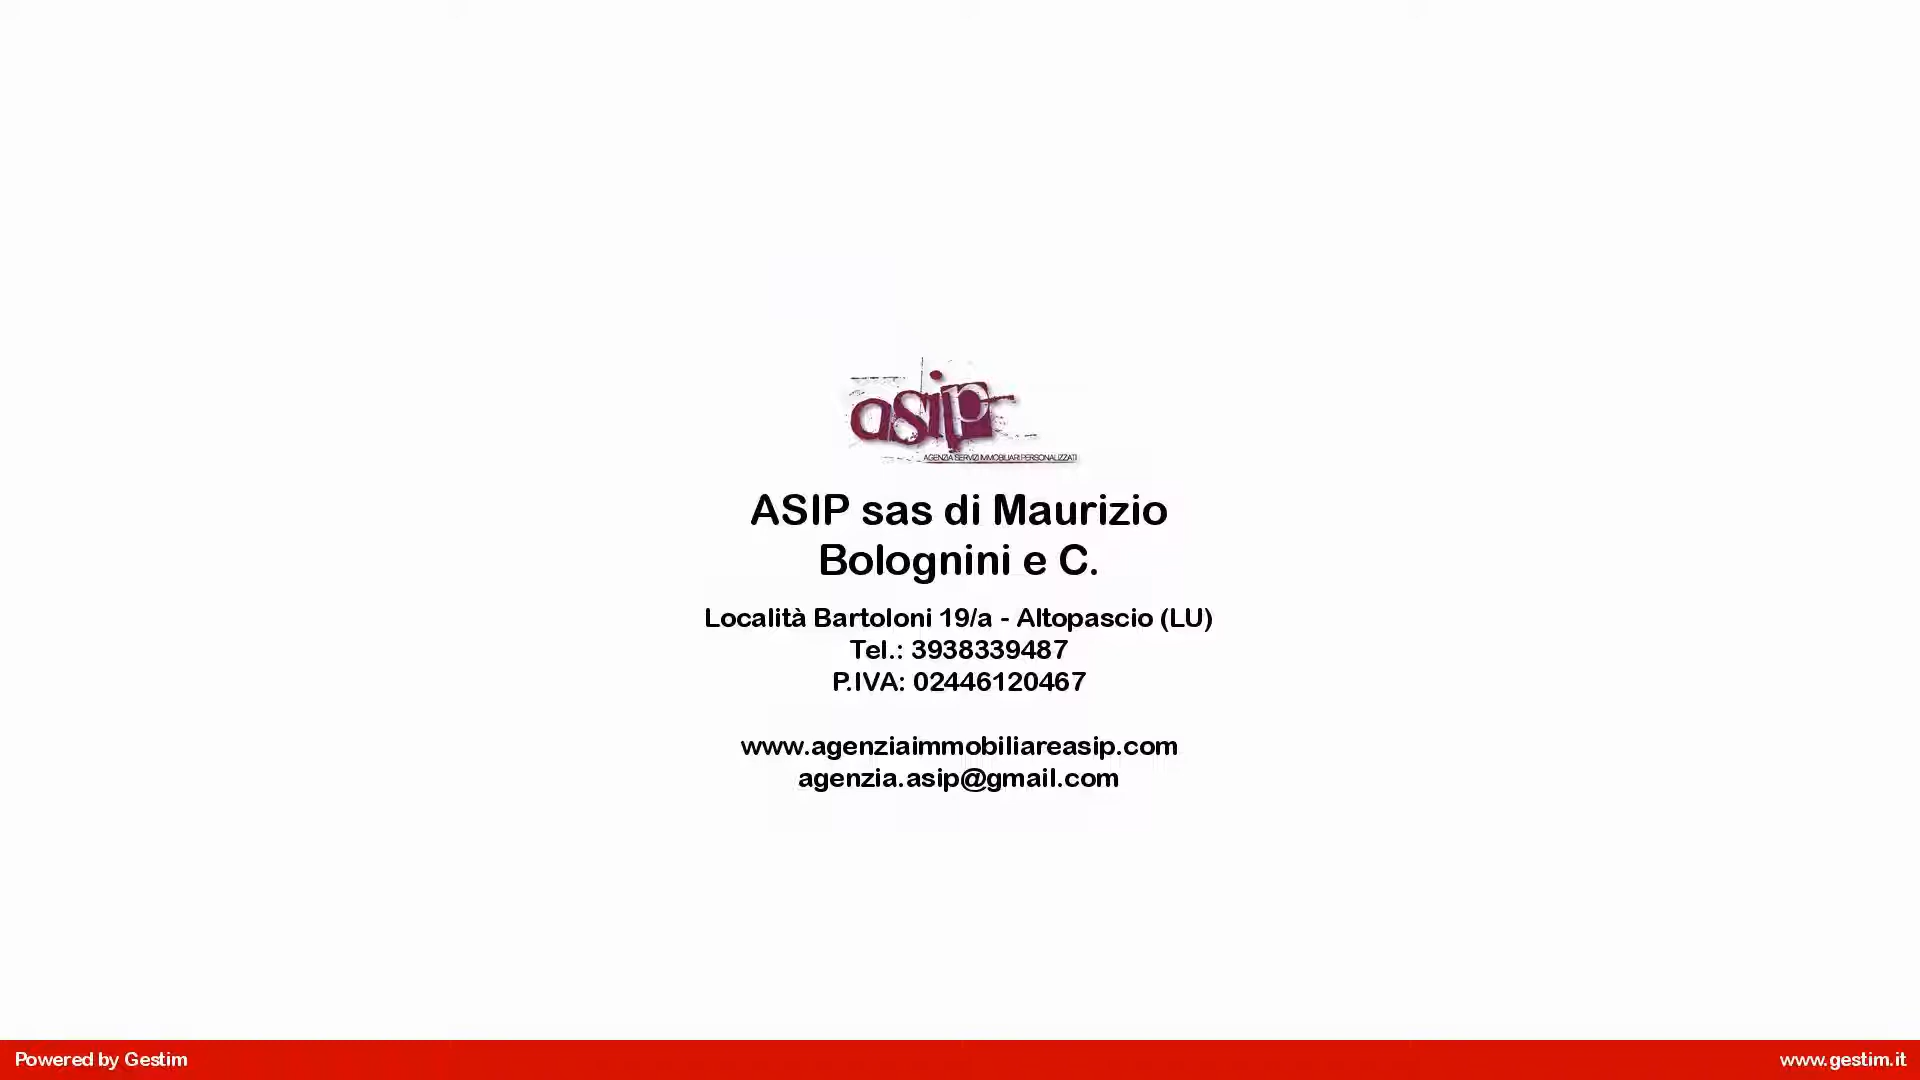 asip
AGENZIA SERVIZI IMMOBILIARI PERSONALIZZATI
ASIP sas di Maurizio
Bolognini e C.
Località Bartoloni 19/a - Altopascio (LU)
Tel.: 3938339487
P.IVA: 02446120467
www.agenziaimmobiliareasip.com
agenzia.asip@gmail.com
Powered by Gestim
www.gestim.it